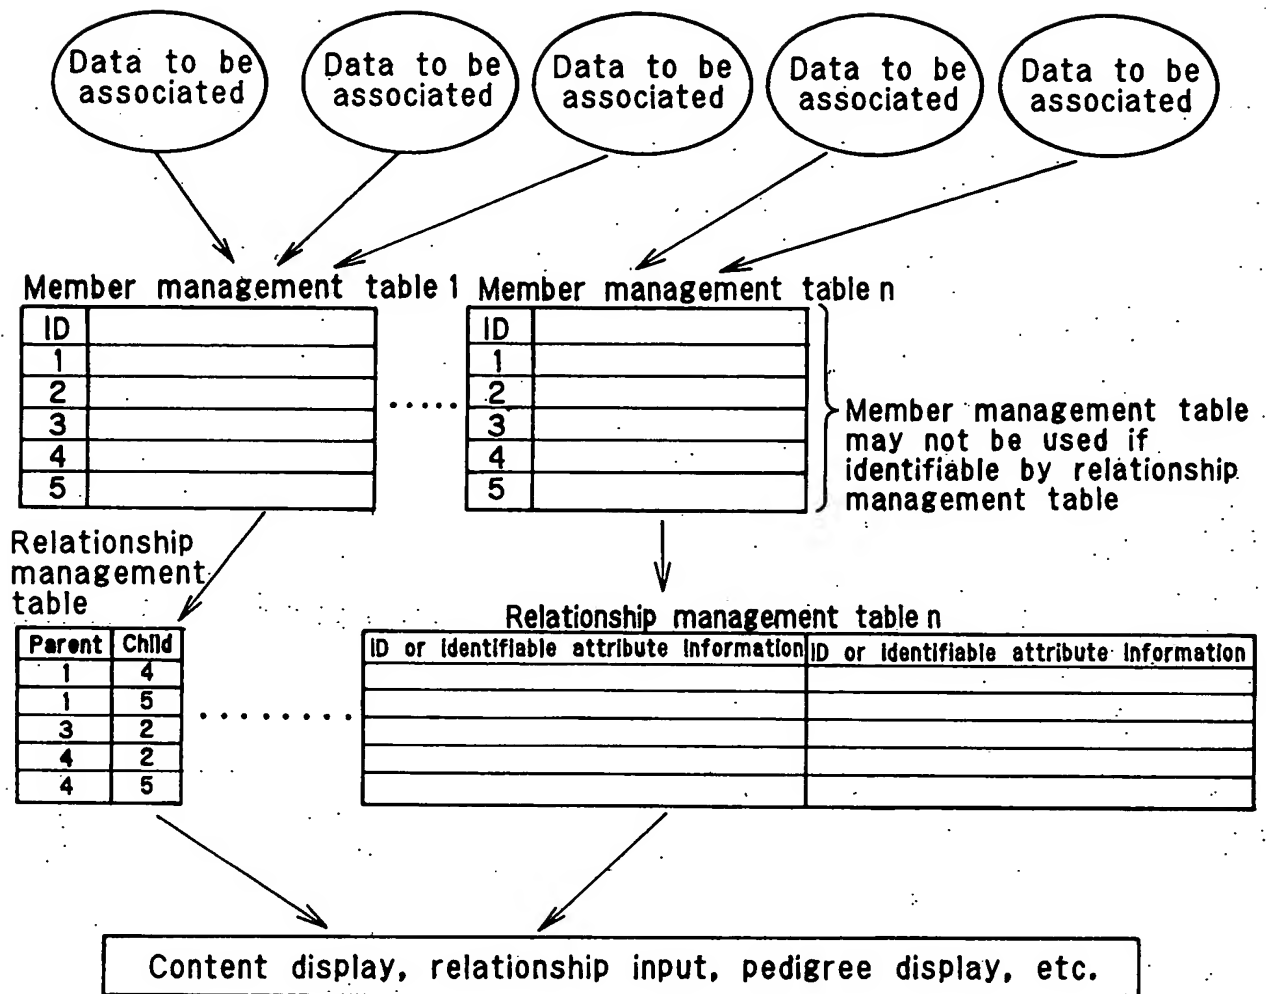 Data to be
associated
Data to be
associated
Data to be
associated
Data to be
associated
Data to be
associated
Member management table 1
Member management table n
ID
1
2
3
4
5
.....
ID
1
2
3
4
5
Member management table
may not be used if
identifiable by relationship
management table
Relationship
management
table
Parent Child
1 4
1 5
3 2
4 2
4 5
........
Relationship management table n
ID or identifiable attribute information ID or identifiable attribute information
Content display, relationship input, pedigree display, etc.